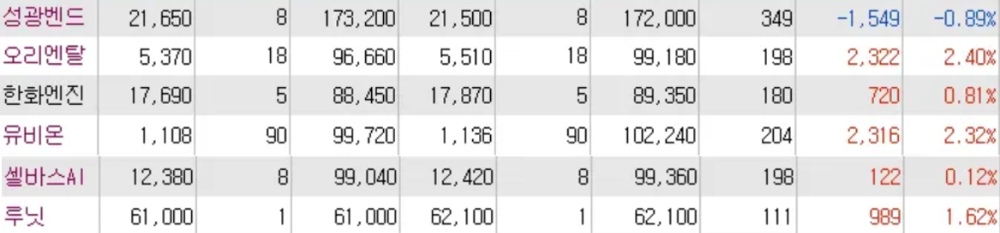 성광벤드 21,650 8 173,200 21,500 8 172,000 349 -1,549 -0.89%
오리엔탈 5,370 18 96,660 5,510 18 99,180 198 2,322 2.40%
한화엔진 17,690 5 88,450 17,870 5 89,350 180 720 0.81%
유비온 1,108 90 99,720 1,136 90 102,240 204 2,316 2.32%
셀바스AI 12,380 8 99,040 12,420 8 99,360 198 122 0.12%
루닛 61,000 1 61,000 62,100 1 62,100 111 989 1.62%